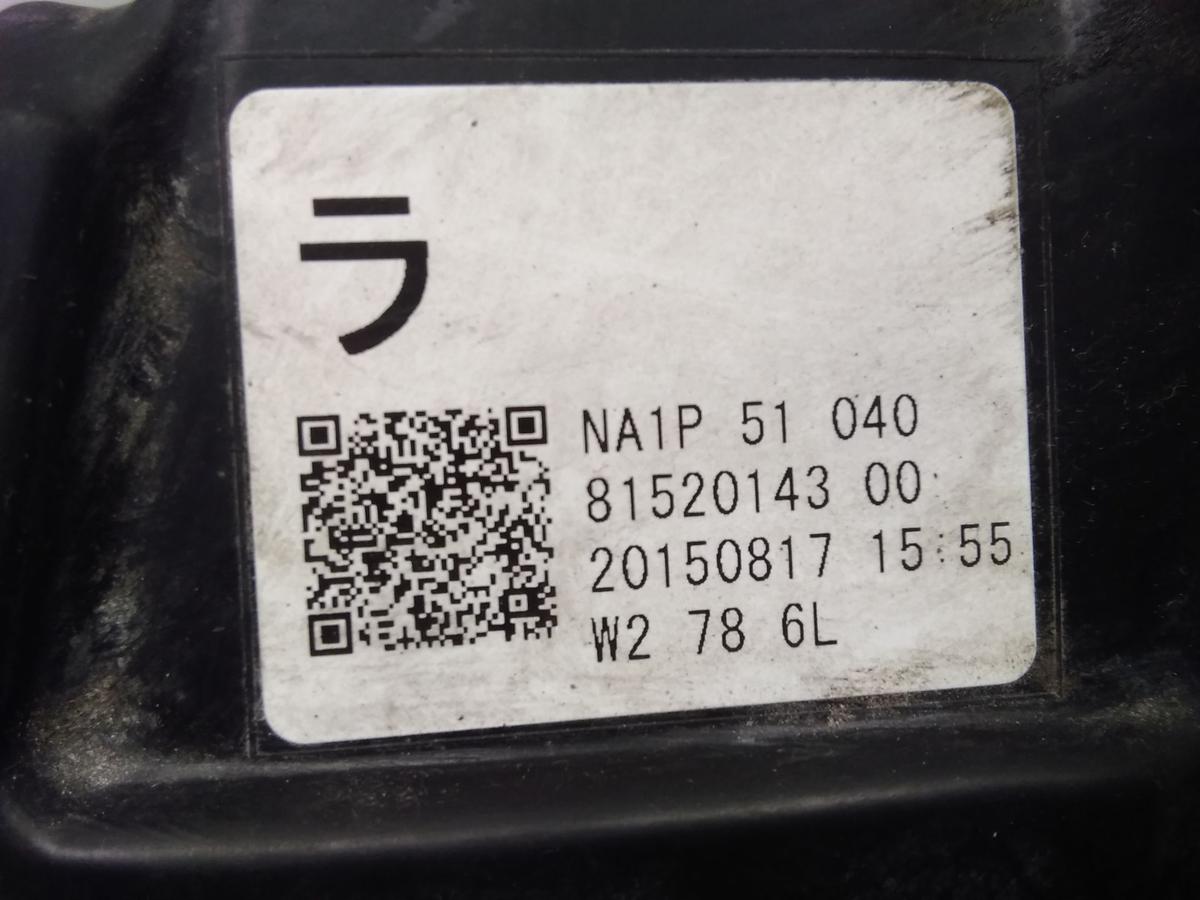 ラ
NA1P 51 040
81520143 00
20150817 15:55
W2 78 6L